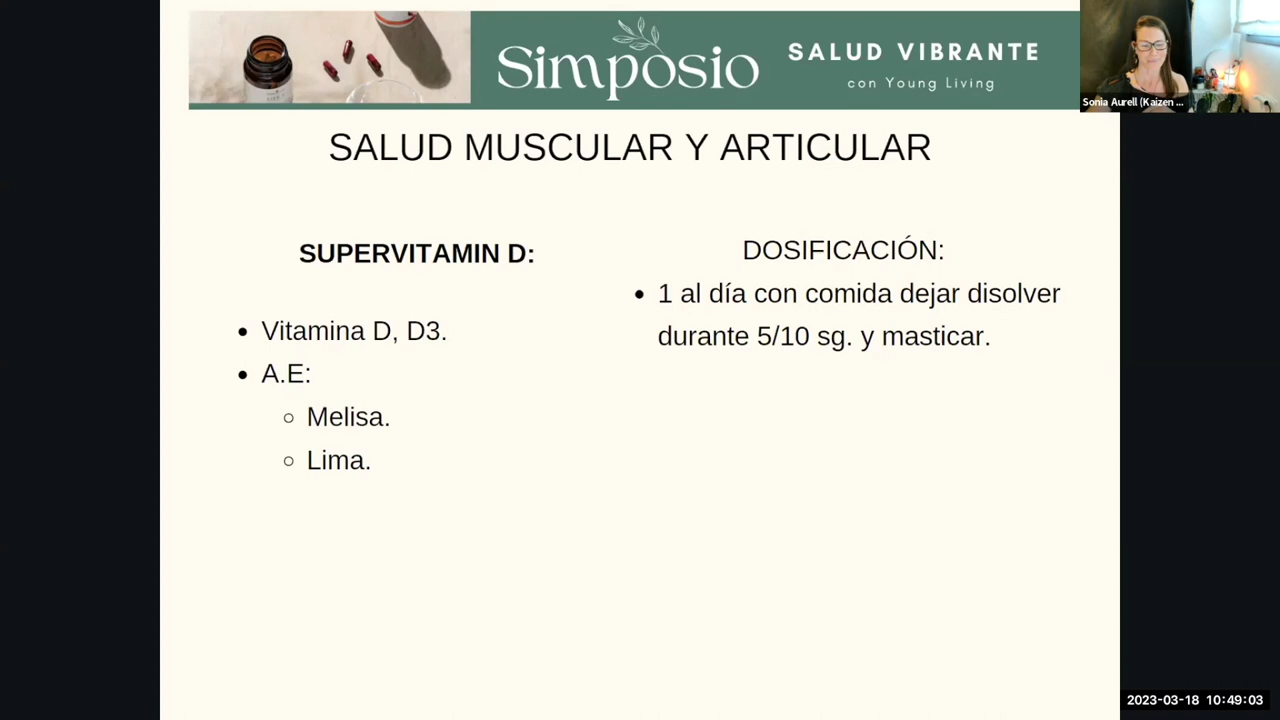 Simposio
SALUD VIBRANTE
con Young Living
Sonia Aurell (Kaizen ...
SALUD MUSCULAR Y ARTICULAR
SUPERVITAMIN D:
• Vitamina D, D3.
• A.E:
○ Melisa.
○ Lima.
DOSIFICACIÓN:
• 1 al día con comida dejar disolver
durante 5/10 sg. y masticar.
2023-03-18 10:49:03